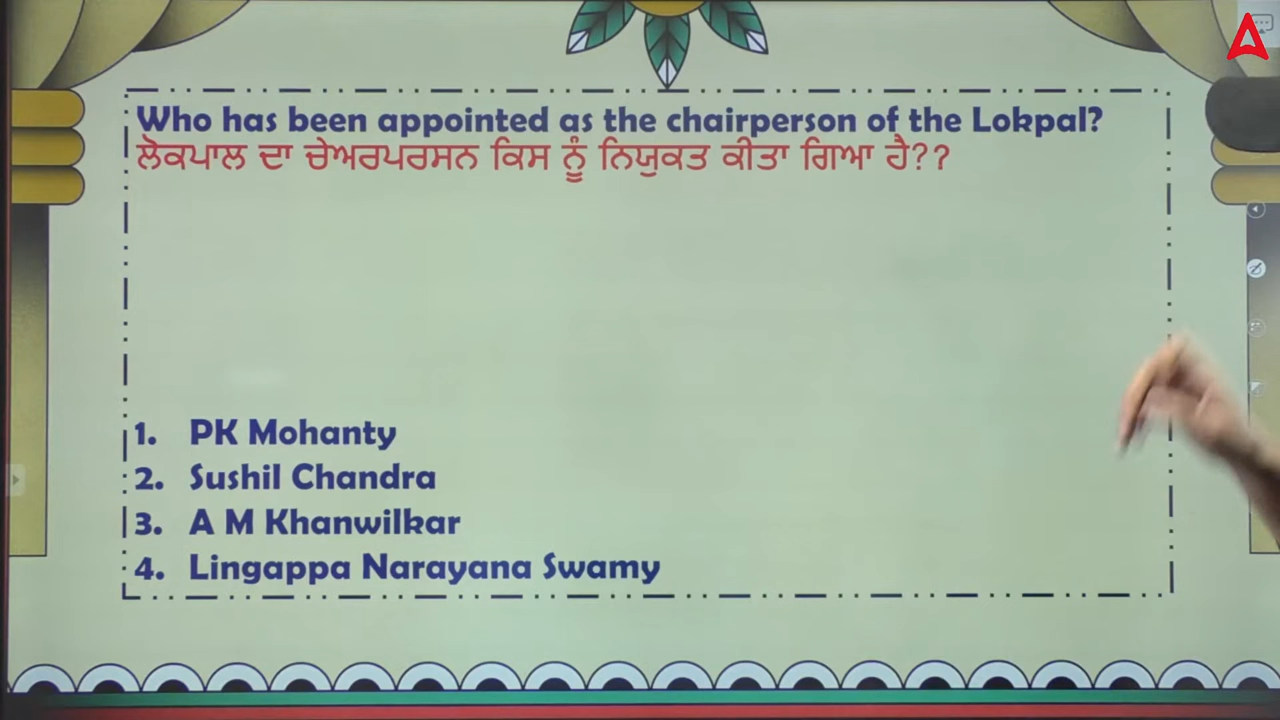 Who has been appointed as the chairperson of the Lokpal?
ਲੋਕਪਾਲ ਦਾ ਚੇਅਰਪਰਸਨ ਕਿਸ ਨੂੰ ਨਿਯੁਕਤ ਕੀਤਾ ਗਿਆ ਹੈ??
1. PK Mohanty
2. Sushil Chandra
3. A M Khanwilkar
4. Lingappa Narayana Swamy